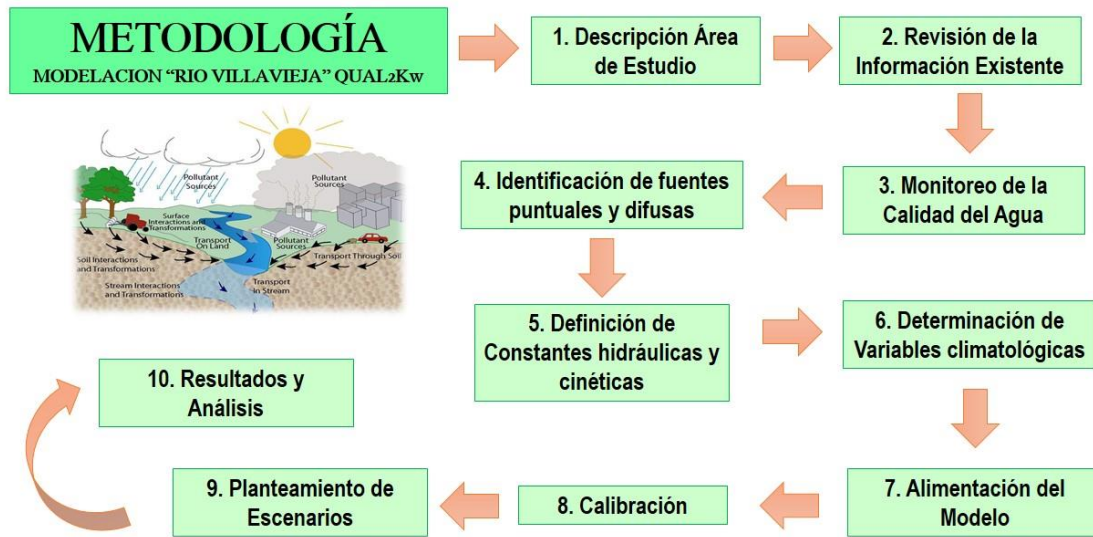 METODOLOGÍA
MODELACION “RIO VILLAVIEJA” QUAL2Kw
1. Descripción Área
de Estudio
2. Revisión de la
Información Existente
3. Monitoreo de la
Calidad del Agua
4. Identificación de fuentes
puntuales y difusas
5. Definición de
Constantes hidráulicas y
cinéticas
6. Determinación de
Variables climatológicas
7. Alimentación del
Modelo
8. Calibración
9. Planteamiento de
Escenarios
10. Resultados y
Análisis
Pollutant
Sources
Pollutant
Sources
Surface
Interactions and
Transformations
Transport
On Land
Pollutant
Sources
Soil Interactions
and Transformations
Transport Through Soil
Stream Interactions
and Transformations
Transport
in Stream